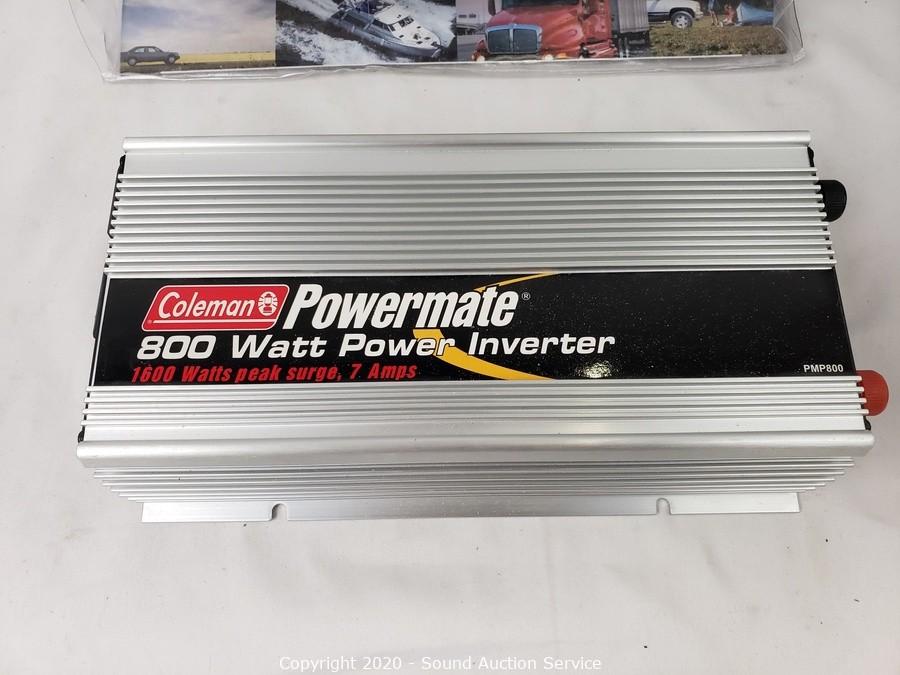 Coleman® Powermate®
800 Watt Power Inverter
1600 Watts peak surge, 7 Amps
PMP800
Copyright 2020 - Sound Auction Service